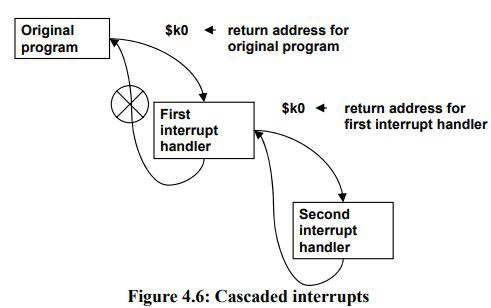 Original
program
$k0 ← return address for
original program
First
interrupt
handler
$k0 ← return address for
first interrupt handler
Second
interrupt
handler
Figure 4.6: Cascaded interrupts